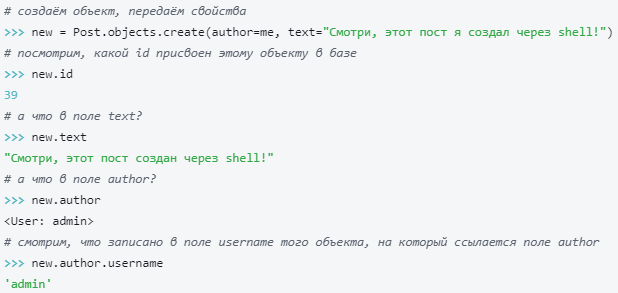 # создаём объект, передаём свойства
>>> new = Post.objects.create(author=me, text="Смотри, этот пост я создал через shell!")
# посмотрим, какой id присвоен этому объекту в базе
>>> new.id
39
# а что в поле text?
>>> new.text
"Смотри, этот пост создан через shell!"
# а что в поле author?
>>> new.author
<User: admin>
# смотрим, что записано в поле username того объекта, на который ссылается поле author
>>> new.author.username
'admin'